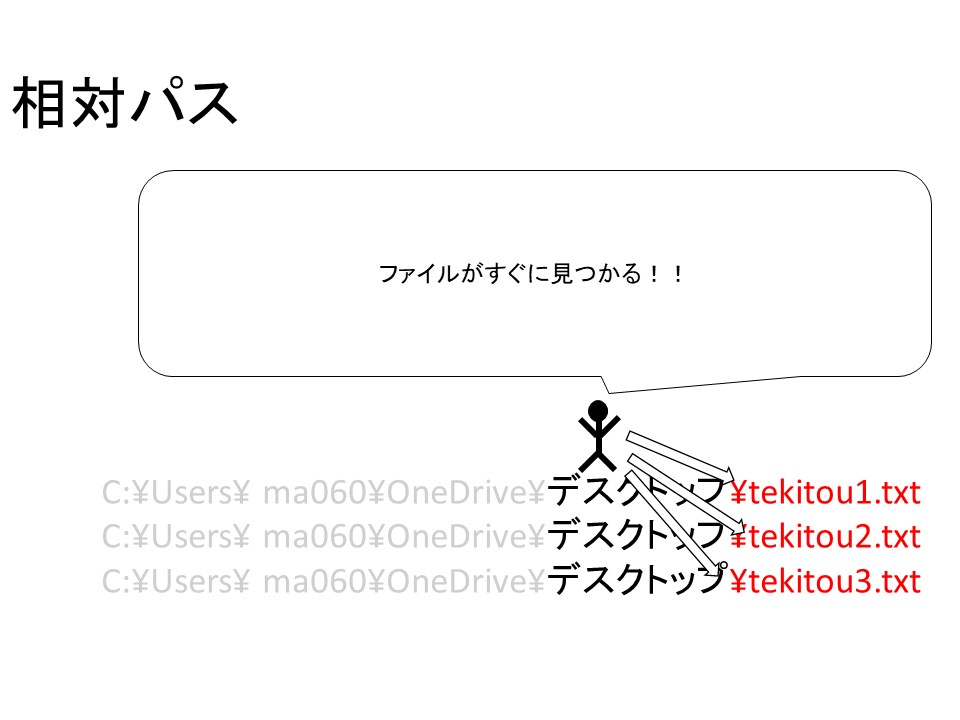 相対パス
ファイルがすぐに見つかる！！
C:¥Users¥ ma060¥OneDrive¥デスクトップ¥tekitou1.txt
C:¥Users¥ ma060¥OneDrive¥デスクトップ¥tekitou2.txt
C:¥Users¥ ma060¥OneDrive¥デスクトップ¥tekitou3.txt